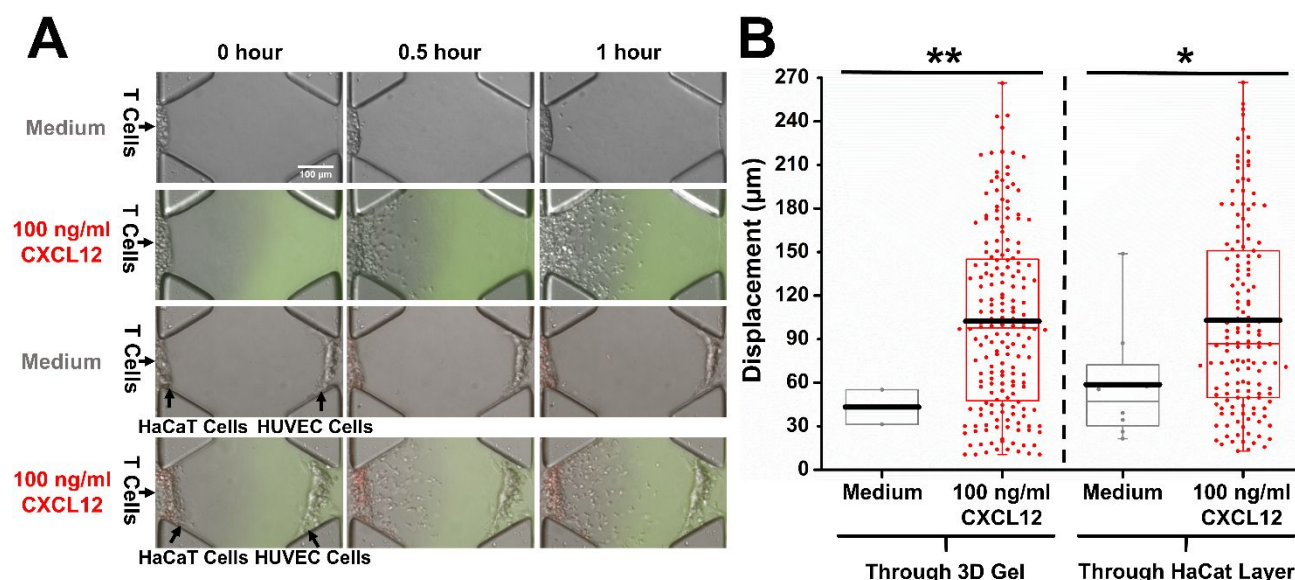 A
0 hour
0.5 hour
1 hour
Medium
T Cells
100 µm
100 ng/ml
CXCL12
T Cells
Medium
T Cells
HaCaT Cells
HUVEC Cells
100 ng/ml
CXCL12
T Cells
HaCaT Cells
HUVEC Cells
B
**
*
Displacement (µm)
270
240
210
180
150
120
90
60
30
0
Medium
100 ng/ml
CXCL12
Medium
100 ng/ml
CXCL12
Through 3D Gel
Through HaCat Layer